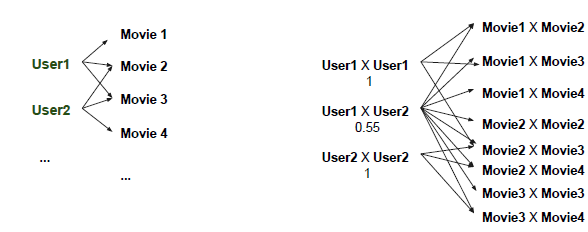 Movie 1
User1
Movie 2
Movie 3
User2
Movie 4
...
...
User1 X User1
1
User1 X User2
0.55
User2 X User2
1
Movie1 X Movie2
Movie1 X Movie3
Movie1 X Movie4
Movie2 X Movie2
Movie2 X Movie3
Movie2 X Movie4
Movie3 X Movie3
Movie3 X Movie4